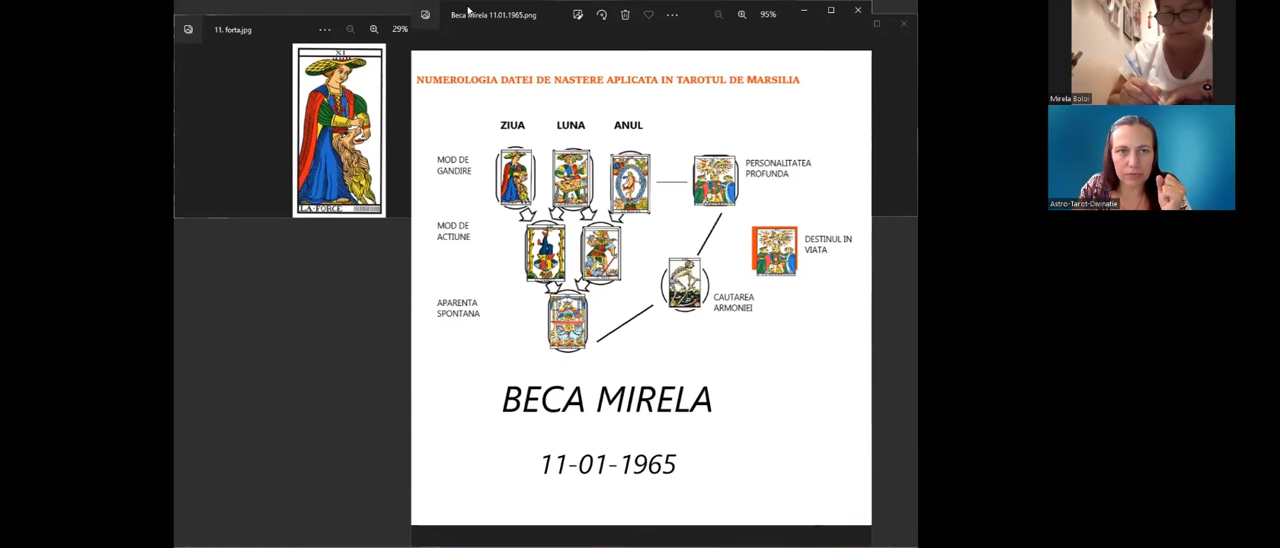 Beca Mirela 11.01.1965.png
95%
11. forta.jpg
29%
XI
LA·FORCE
NUMEROLOGIA DATEI DE NASTERE APLICATA IN TAROTUL DE MARSILIA
ZIUA LUNA ANUL
MOD DE
GANDIRE
PERSONALITATEA
PROFUNDA
MOD DE
ACTIUNE
DESTINUL IN
VIATA
APARENTA
SPONTANA
CAUTAREA
ARMONIEI
BECA MIRELA
11-01-1965
Mirela Boloi
Astro-Tarot-Divinatie